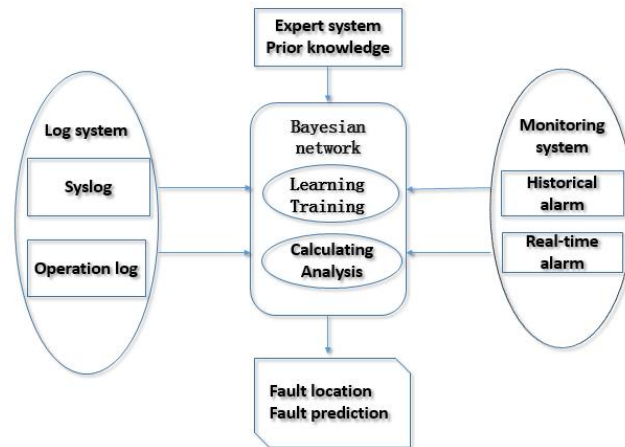 Expert system
Prior knowledge
Log system
Syslog
Operation log
Bayesian
network
Learning
Training
Calculating
Analysis
Monitoring
system
Historical
alarm
Real-time
alarm
Fault location
Fault prediction